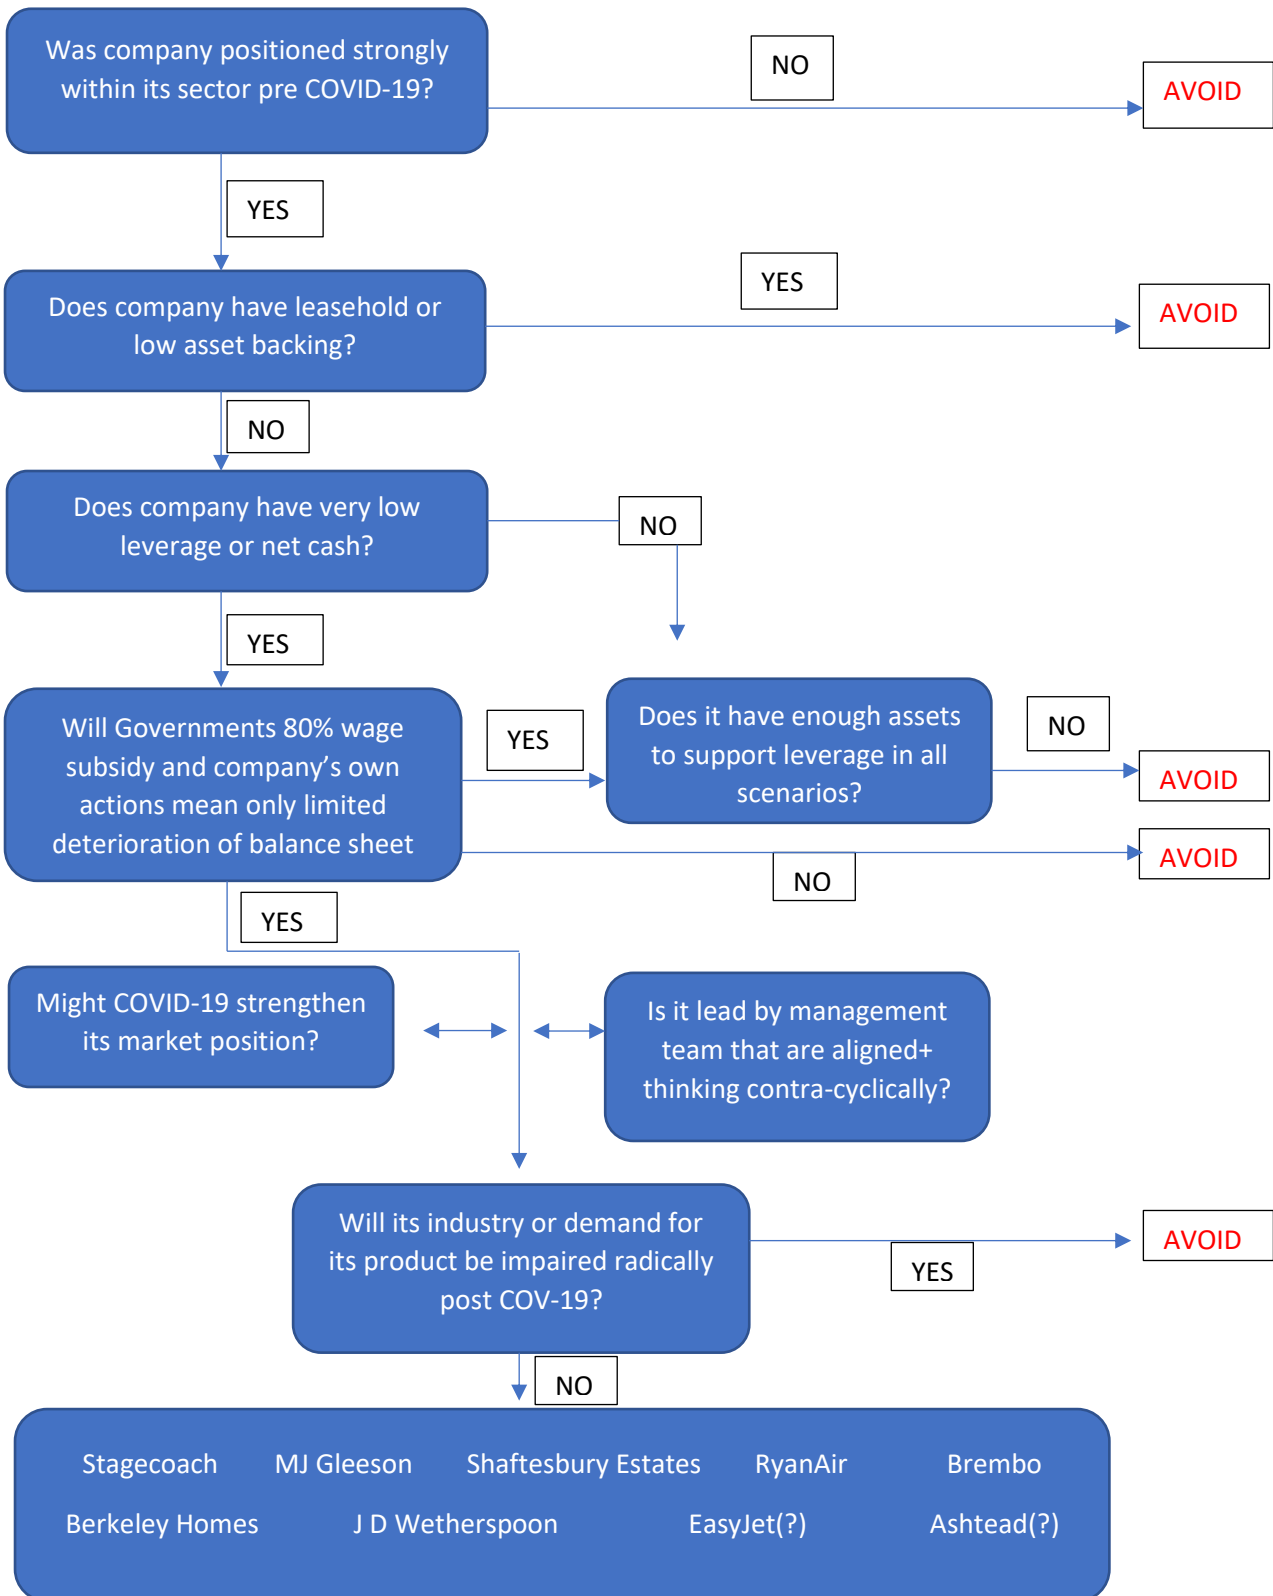 Was company positioned strongly
within its sector pre COVID-19?
NO
AVOID
YES
Does company have leasehold or
low asset backing?
YES
AVOID
NO
Does company have very low
leverage or net cash?
NO
YES
Will Governments 80% wage
subsidy and company’s own
actions mean only limited
deterioration of balance sheet
YES
Does it have enough assets
to support leverage in all
scenarios?
NO
AVOID
AVOID
NO
YES
Might COVID-19 strengthen
its market position?
Is it lead by management
team that are aligned+
thinking contra-cyclically?
Will its industry or demand for
its product be impaired radically
post COV-19?
YES
AVOID
NO
Stagecoach MJ Gleeson Shaftesbury Estates RyanAir Brembo
Berkeley Homes J D Wetherspoon EasyJet(?) Ashtead(?)